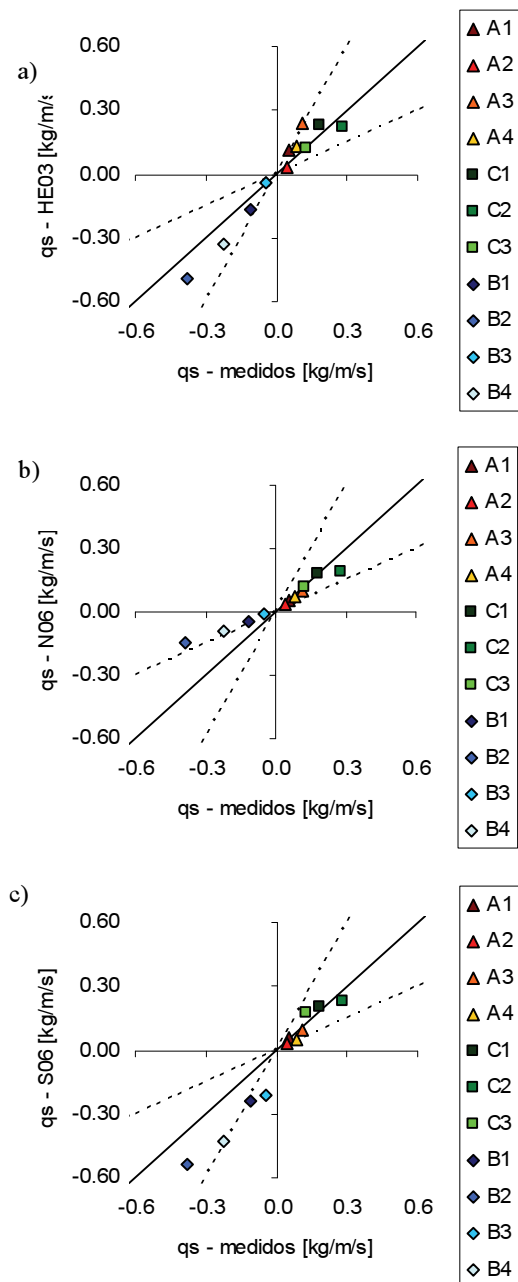 a)
qs - HE03 [kg/m/s]
0.60
0.30
0.00
-0.30
-0.60
-0.6 -0.3 0.0 0.3 0.6
qs - medidos [kg/m/s]
A1
A2
A3
A4
C1
C2
C3
B1
B2
B3
B4
b)
qs - N06 [kg/m/s]
0.60
0.30
0.00
-0.30
-0.60
-0.6 -0.3 0.0 0.3 0.6
qs - medidos [kg/m/s]
A1
A2
A3
A4
C1
C2
C3
B1
B2
B3
B4
c)
qs - S06 [kg/m/s]
0.60
0.30
0.00
-0.30
-0.60
-0.6 -0.3 0.0 0.3 0.6
qs - medidos [kg/m/s]
A1
A2
A3
A4
C1
C2
C3
B1
B2
B3
B4